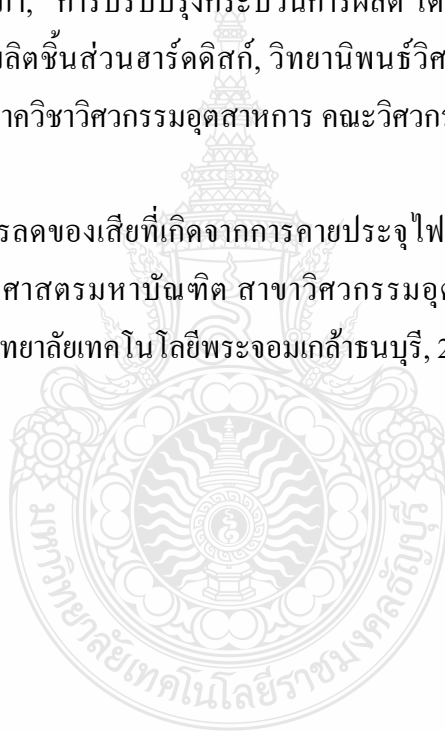 "การปรับปรุงกระบวนการผลิต
ผลิตชิ้นส่วนฮาร์ดดิสก์, วิทยานิพนธ์วิศ
ภาควิชาวิศวกรรมอุตสาหการ คณะวิศวกร
รลดของเสียที่เกิดจากการคายประจุไฟ
ศาสตรมหาบัณฑิต สาขาวิศวกรรมอุต
ทยาลัยเทคโนโลยีพระจอมเกล้าธนบุรี, 2
มหาวิทยาลัยเทคโนโลยีราชมงคลธัญบุรี